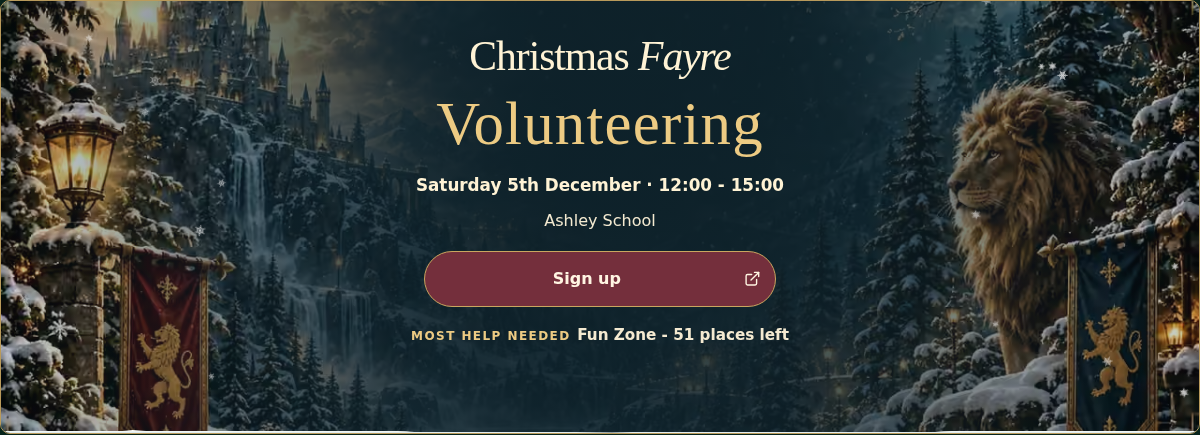 Christmas Fayre
Volunteering
Saturday 5th December · 12:00 - 15:00
Ashley School
Sign up
MOST HELP NEEDED Fun Zone - 51 places left